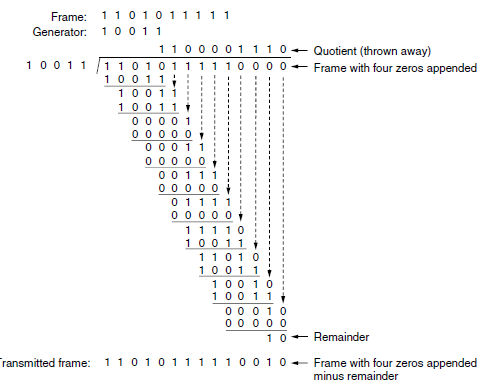 Frame: 1 1 0 1 0 1 1 1 1 1
Generator: 1 0 0 1 1
1 1 0 0 0 0 1 1 1 0 Quotient (thrown away)
1 0 0 1 1 1 1 0 1 0 1 1 1 1 1 0 0 0 0 Frame with four zeros appended
1 0 0 1 1
1 0 0 1 1
1 0 0 1 1
0 0 0 0 1
0 0 0 0 0
0 0 0 1 1
0 0 0 0 0
0 0 1 1 1
0 0 0 0 0
0 1 1 1 1
0 0 0 0 0
1 1 1 1 0
1 0 0 1 1
1 1 0 1 0
1 0 0 1 1
1 0 0 1 0
1 0 0 1 1
0 0 0 1 0
0 0 0 0 0
1 0 Remainder
Transmitted frame: 1 1 0 1 0 1 1 1 1 1 0 0 1 0 Frame with four zeros appended
minus remainder